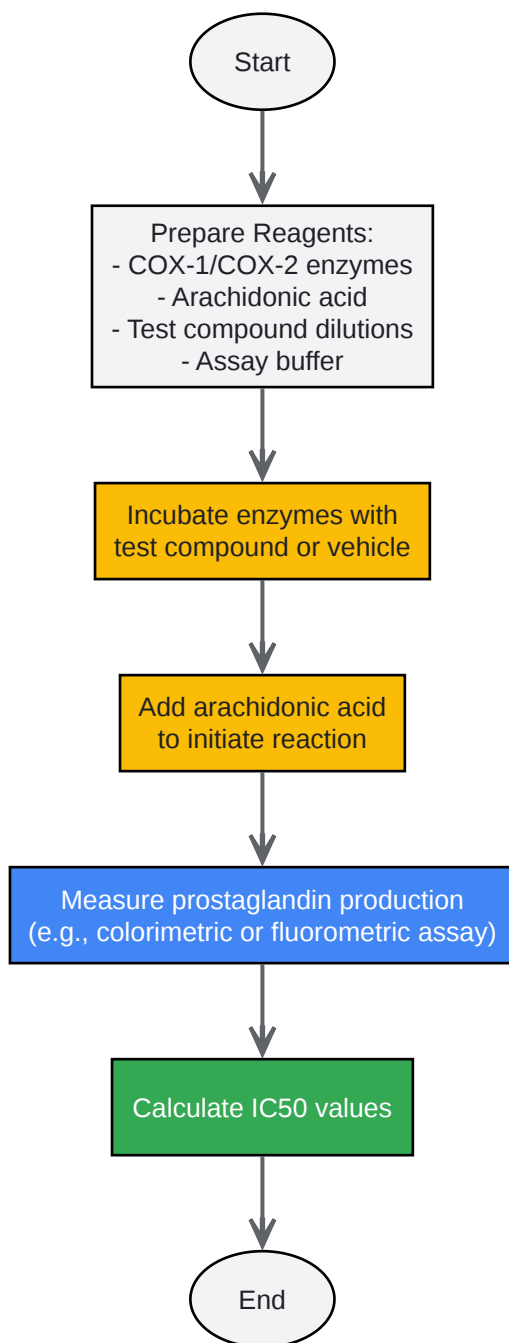 Start
Prepare Reagents:
- COX-1/COX-2 enzymes
- Arachidonic acid
- Test compound dilutions
- Assay buffer
Incubate enzymes with
test compound or vehicle
Add arachidonic acid
to initiate reaction
Measure prostaglandin production
(e.g., colorimetric or fluorometric assay)
Calculate IC50 values
End